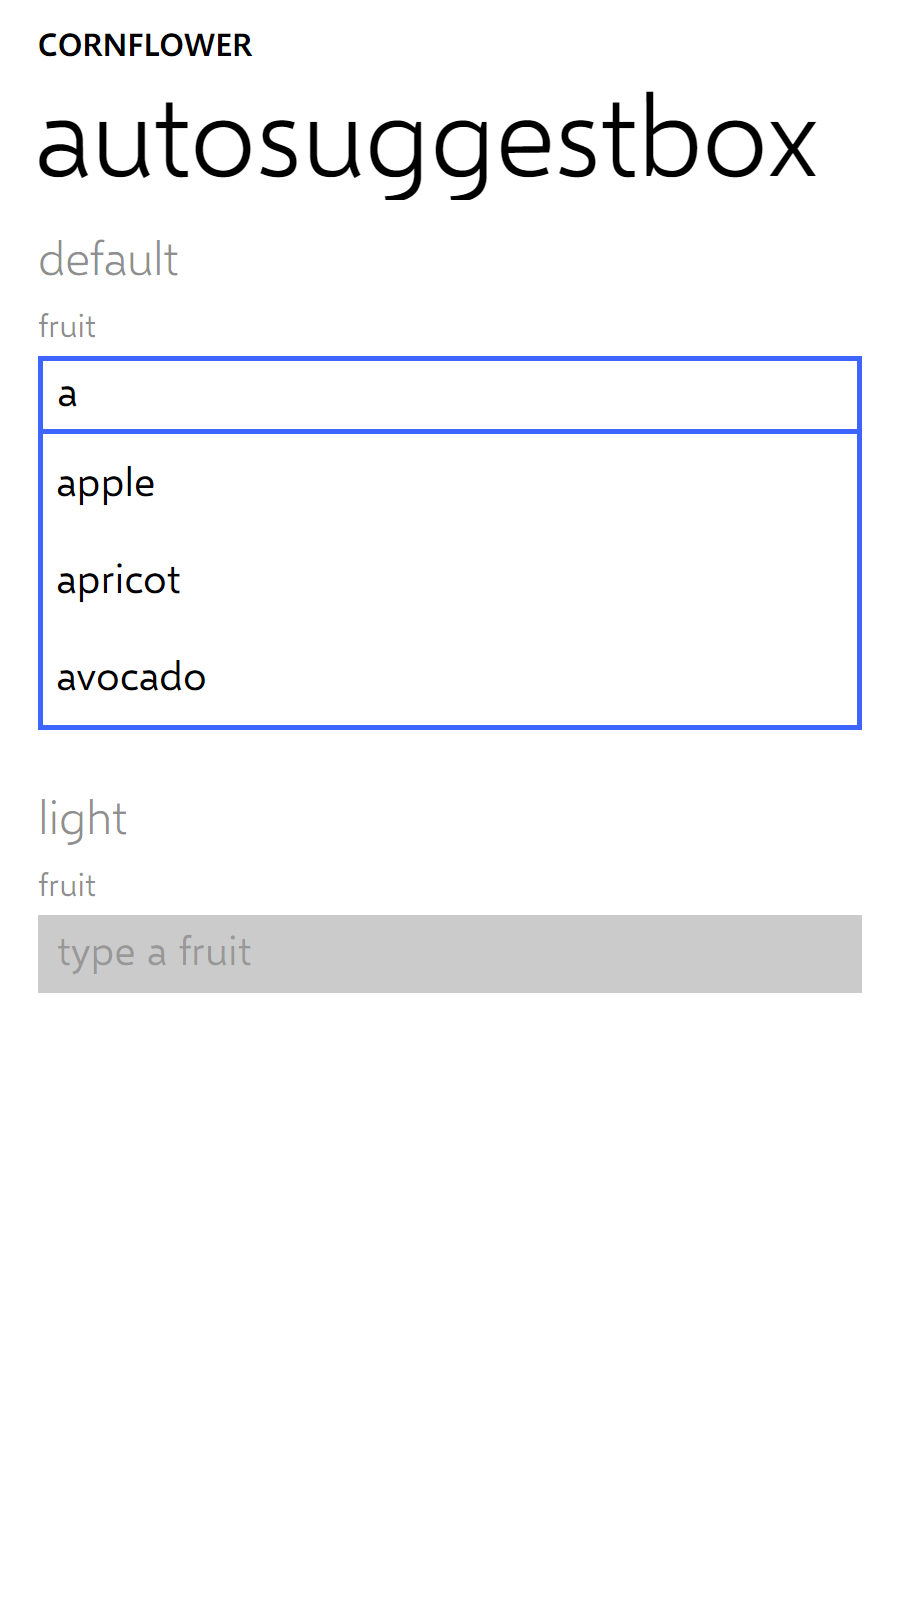 CORNFLOWER
autosuggestbox
default
fruit
a
apple
apricot
avocado
light
fruit
type a fruit